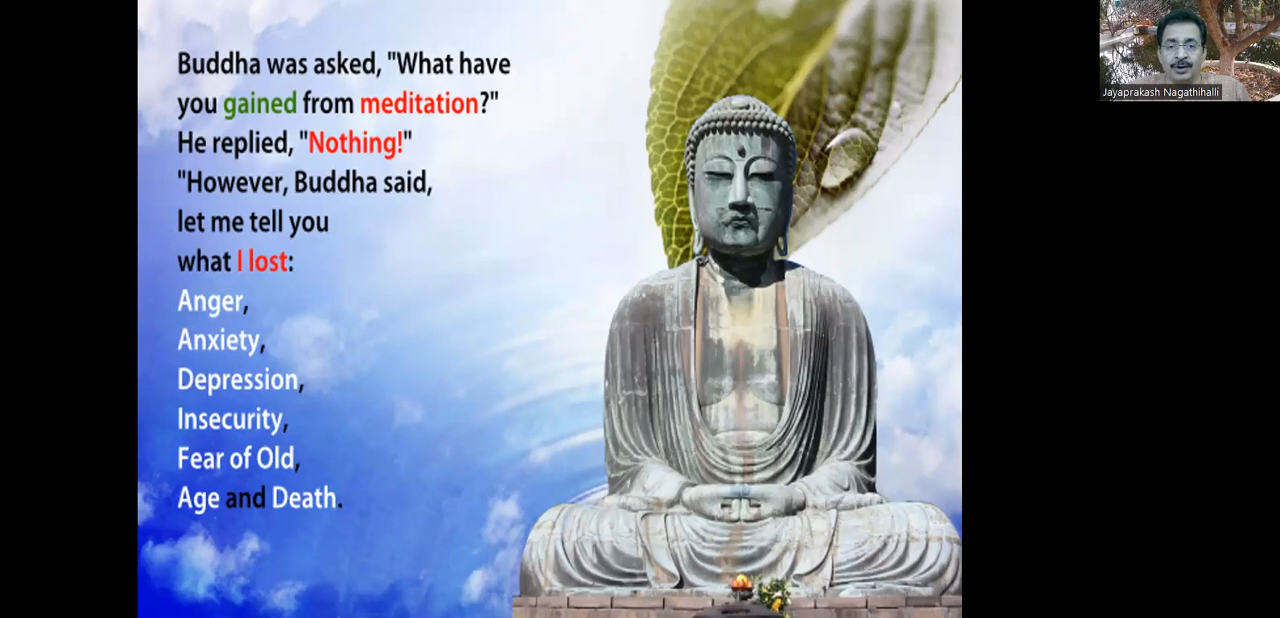 Buddha was asked, "What have
you gained from meditation?"
He replied, "Nothing!"
"However, Buddha said,
let me tell you
what I lost:
Anger,
Anxiety,
Depression,
Insecurity,
Fear of Old,
Age and Death.
Jayaprakash Nagathihalli